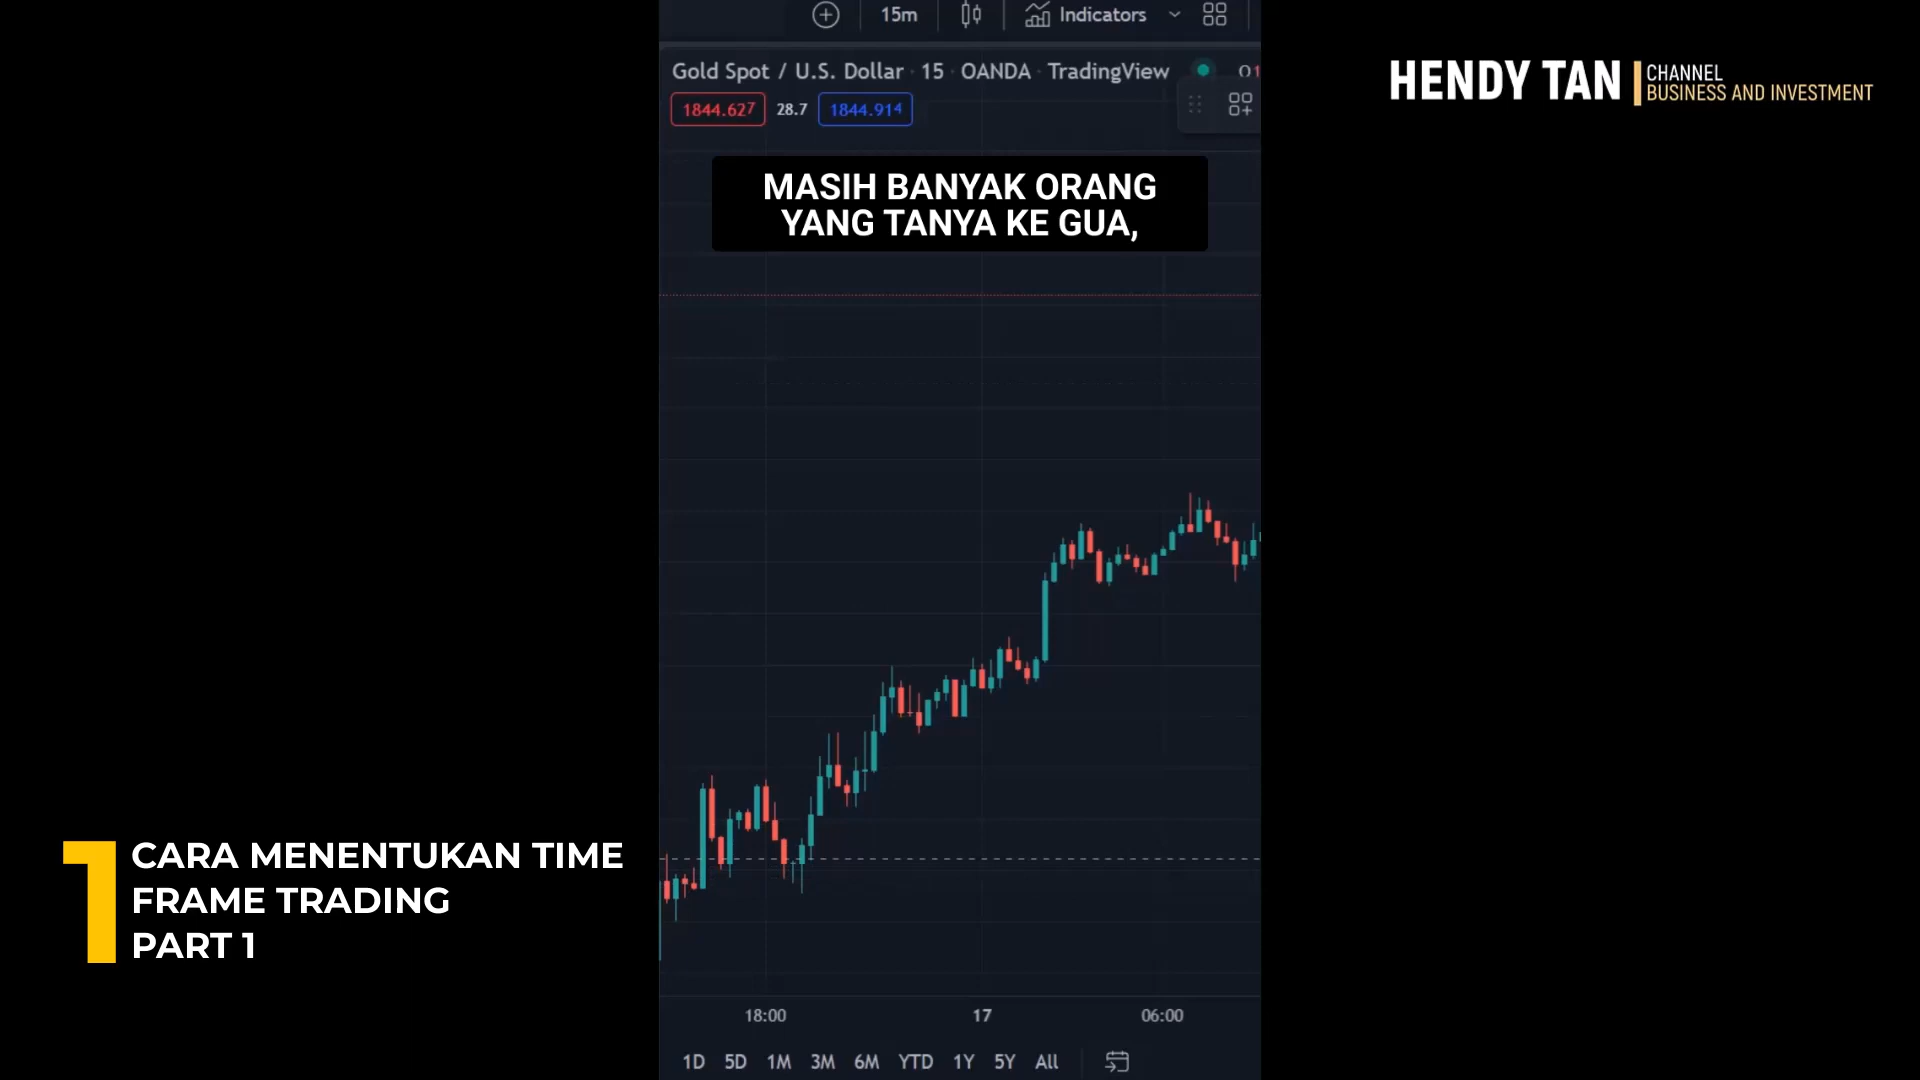 15m
Indicators
Gold Spot / U.S. Dollar · 15 · OANDA · TradingView
O1
1844.627
28.7
1844.914
HENDY TAN
CHANNEL
BUSINESS AND INVESTMENT
MASIH BANYAK ORANG
YANG TANYA KE GUA,
1
CARA MENENTUKAN TIME
FRAME TRADING
PART 1
18:00
17
06:00
1D 5D 1M 3M 6M YTD 1Y 5Y All